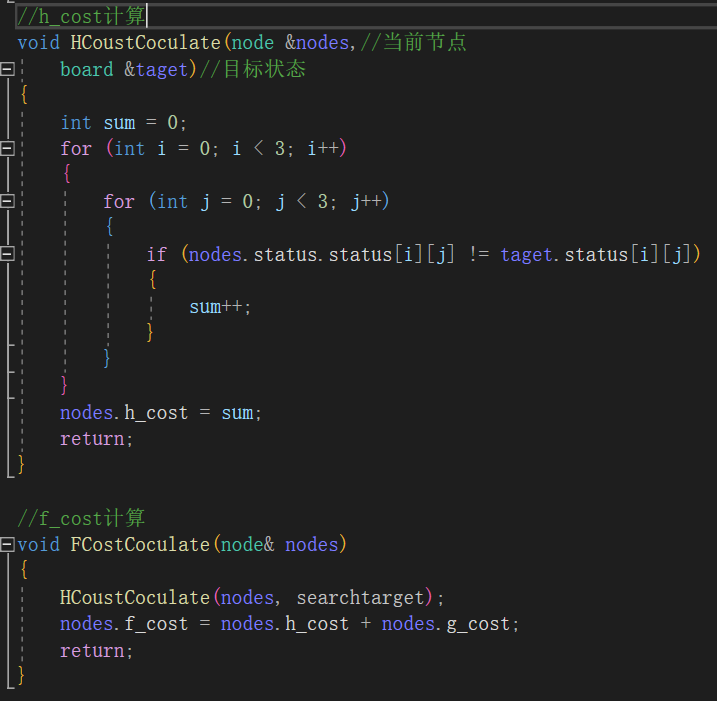 //h_cost计算
void HCoustCoculate(node &nodes,//当前节点
    board &taget)//目标状态
{
    int sum = 0;
    for (int i = 0; i < 3; i++)
    {
        for (int j = 0; j < 3; j++)
        {
            if (nodes.status.status[i][j] != taget.status[i][j])
            {
                sum++;
            }
        }
    }
    nodes.h_cost = sum;
    return;
}

//f_cost计算
void FCostCoculate(node& nodes)
{
    HCoustCoculate(nodes, searchtarget);
    nodes.f_cost = nodes.h_cost + nodes.g_cost;
    return;
}